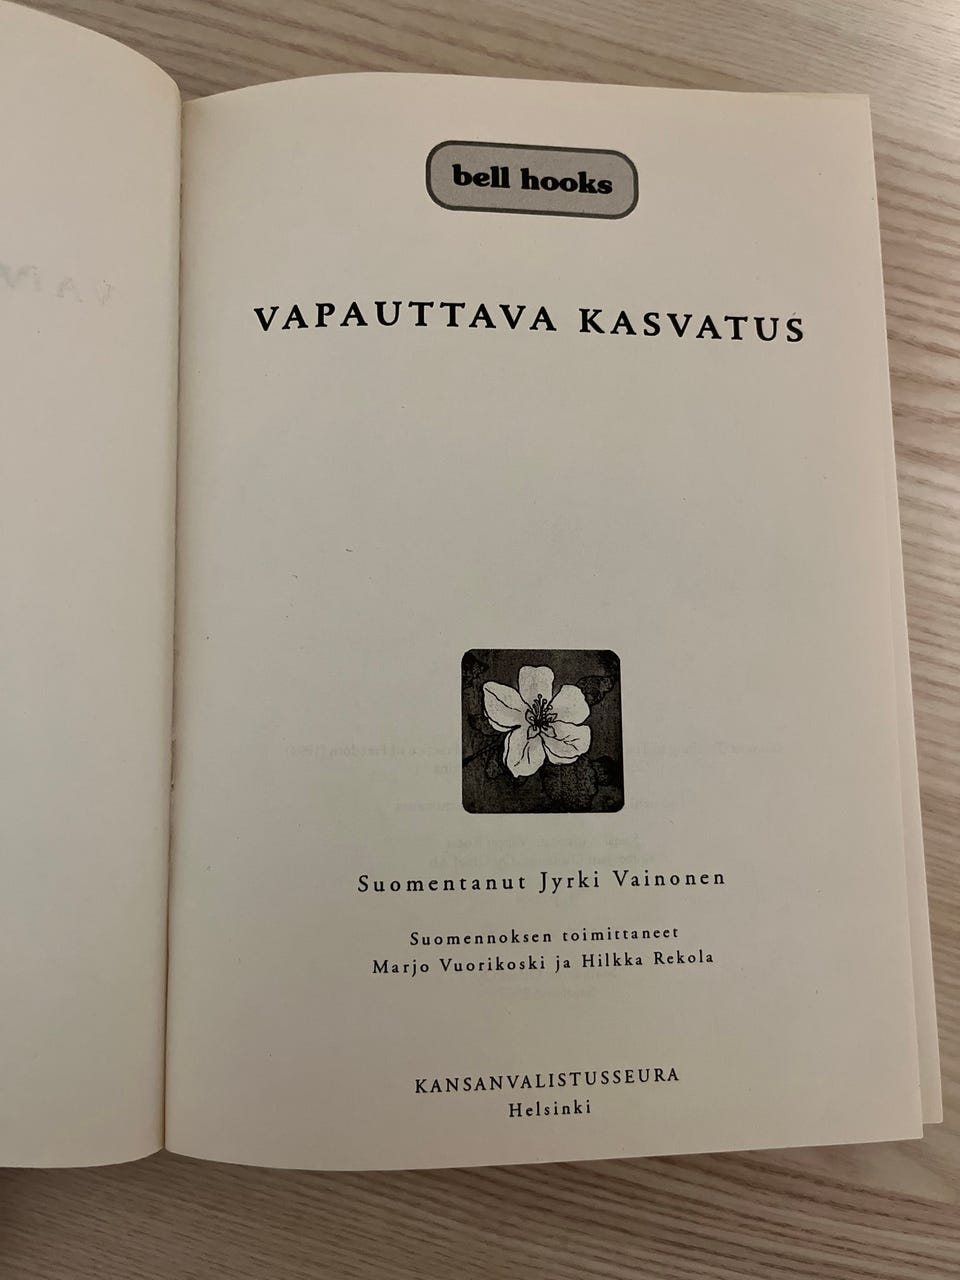 bell hooks
VAPAUTTAVA KASVATUS
Suomentanut Jyrki Vainonen
Suomennoksen toimittaneet
Marjo Vuorikoski ja Hilkka Rekola
KANSANVALISTUSSEURA
Helsinki